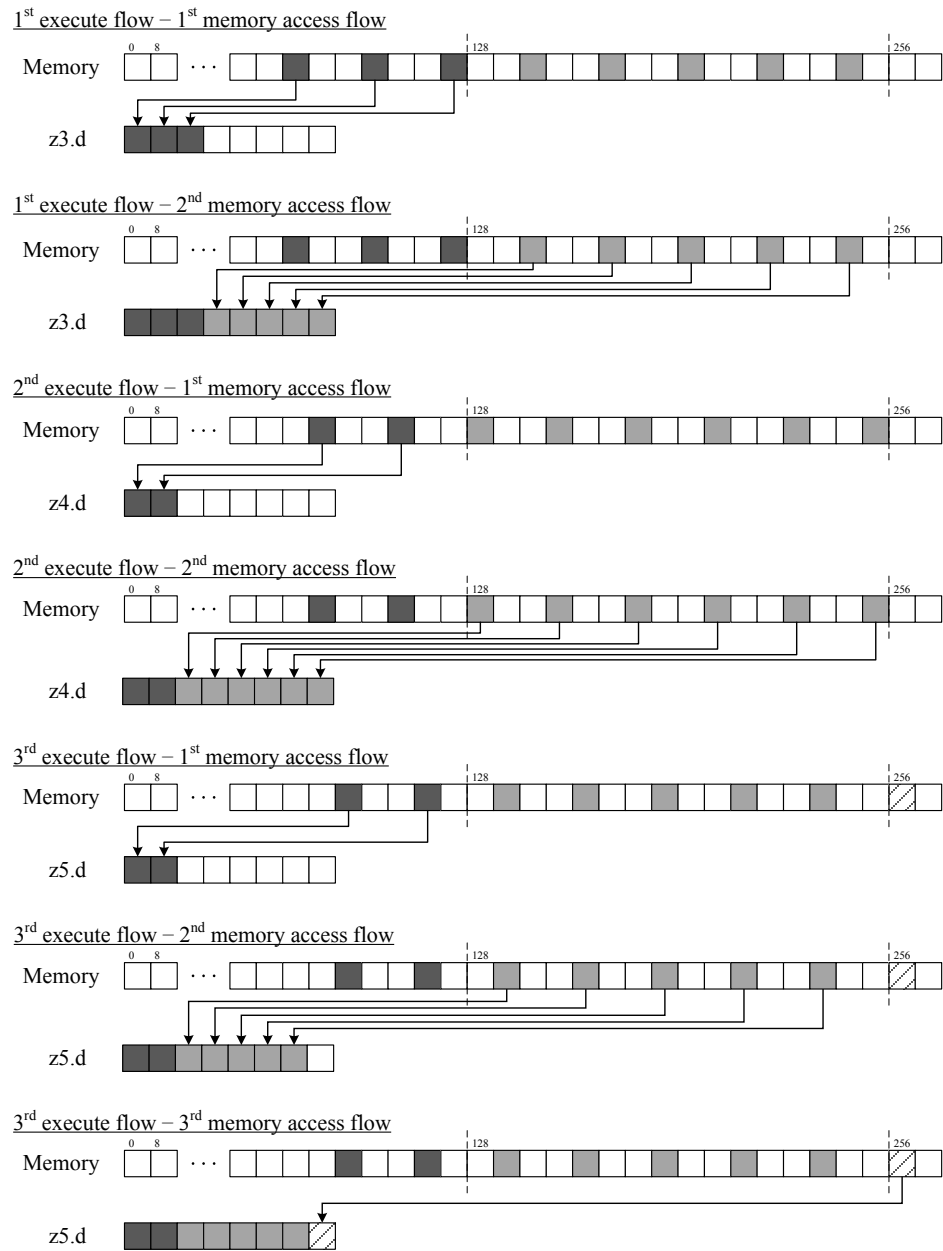 1st execute flow – 1st memory access flow
0 8 128 256
Memory · · ·
z3.d
1st execute flow – 2nd memory access flow
0 8 128 256
Memory · · ·
z3.d
2nd execute flow – 1st memory access flow
0 8 128 256
Memory · · ·
z4.d
2nd execute flow – 2nd memory access flow
0 8 128 256
Memory · · ·
z4.d
3rd execute flow – 1st memory access flow
0 8 128 256
Memory · · ·
z5.d
3rd execute flow – 2nd memory access flow
0 8 128 256
Memory · · ·
z5.d
3rd execute flow – 3rd memory access flow
0 8 128 256
Memory · · ·
z5.d